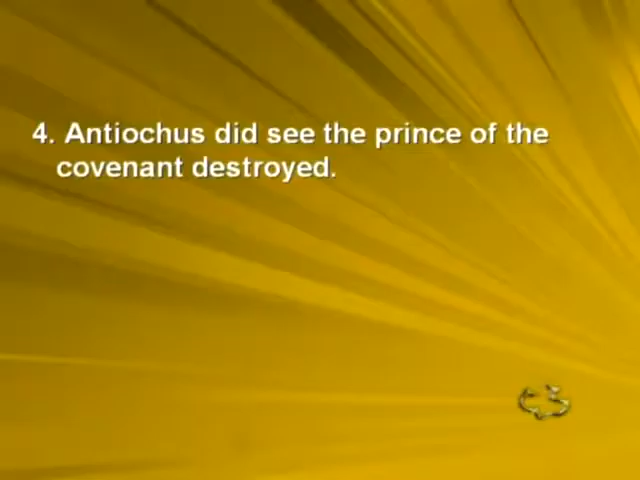 4. Antiochus did see the prince of the
covenant destroyed.